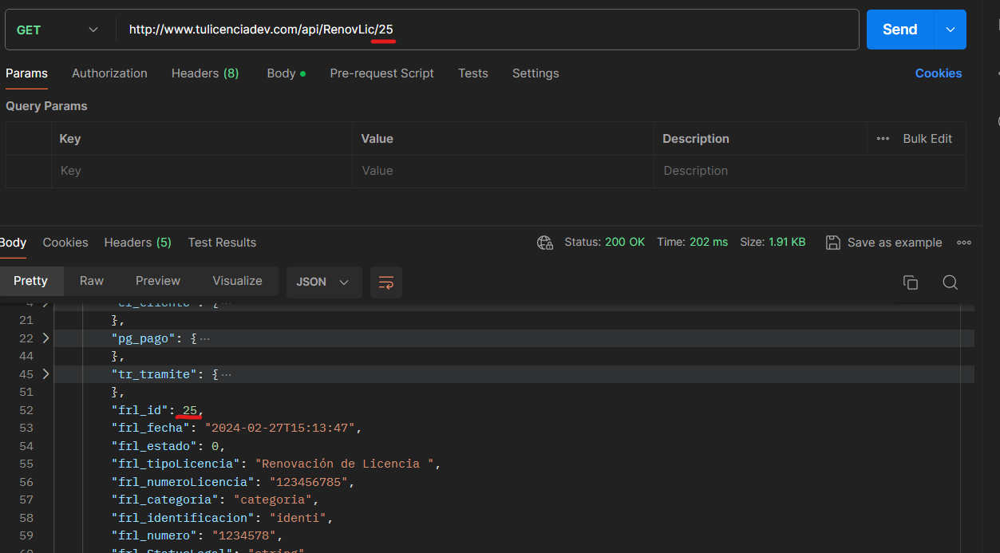 GET http://www.tulicenciadev.com/api/RenovLic/25 Send
Params Authorization Headers (8) Body Pre-request Script Tests Settings Cookies
Query Params
Key Value Description Bulk Edit
Key Value Description
Body Cookies Headers (5) Test Results Status: 200 OK Time: 202 ms Size: 1.91 KB Save as example
Pretty Raw Preview Visualize JSON
4 "cl_cliente": {
21 },
22 "pg_pago": {
44 },
45 "tr_tramite": {
51 },
52 "frl_id": 25,
53 "frl_fecha": "2024-02-27T15:13:47",
54 "frl_estado": 0,
55 "frl_tipoLicencia": "Renovación de Licencia ",
56 "frl_numeroLicencia": "123456785",
57 "frl_categoria": "categoria",
58 "frl_identificacion": "identi",
59 "frl_numero": "1234578",
60 "frl_StatusLegal": "string"